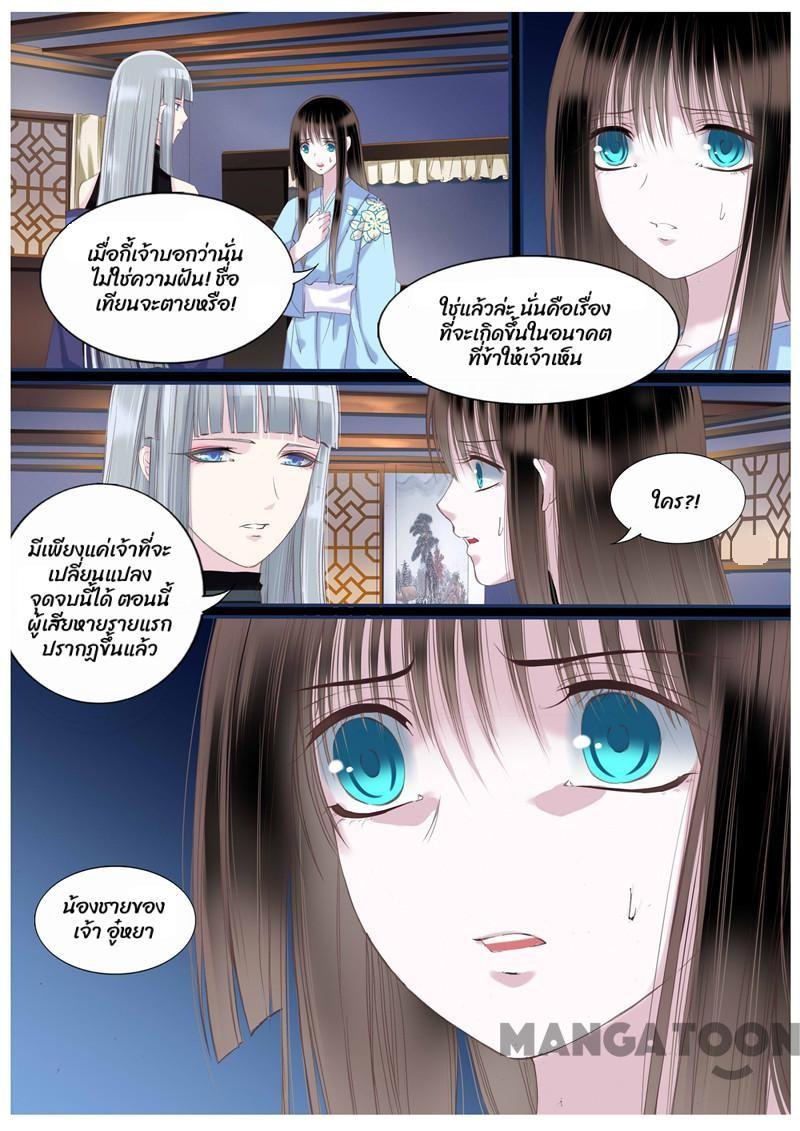 เมื่อกี้เจ้าบอกว่านั่น
ไม่ใช่ความฝัน! ชื่อ
เทียนจะตายหรือ!
ใช่แล้วล่ะ นั่นคือเรื่อง
ที่จะเกิดขึ้นในอนาคต
ที่ข้าให้เจ้าเห็น
ใคร?!
มีเพียงแค่เจ้าที่จะ
เปลี่ยนแปลง
จุดจบนี้ได้ ตอนนี้
ผู้เสียหายรายแรก
ปรากฏขึ้นแล้ว
น้องชายของ
เจ้า อู๋หยา
MANGATOON